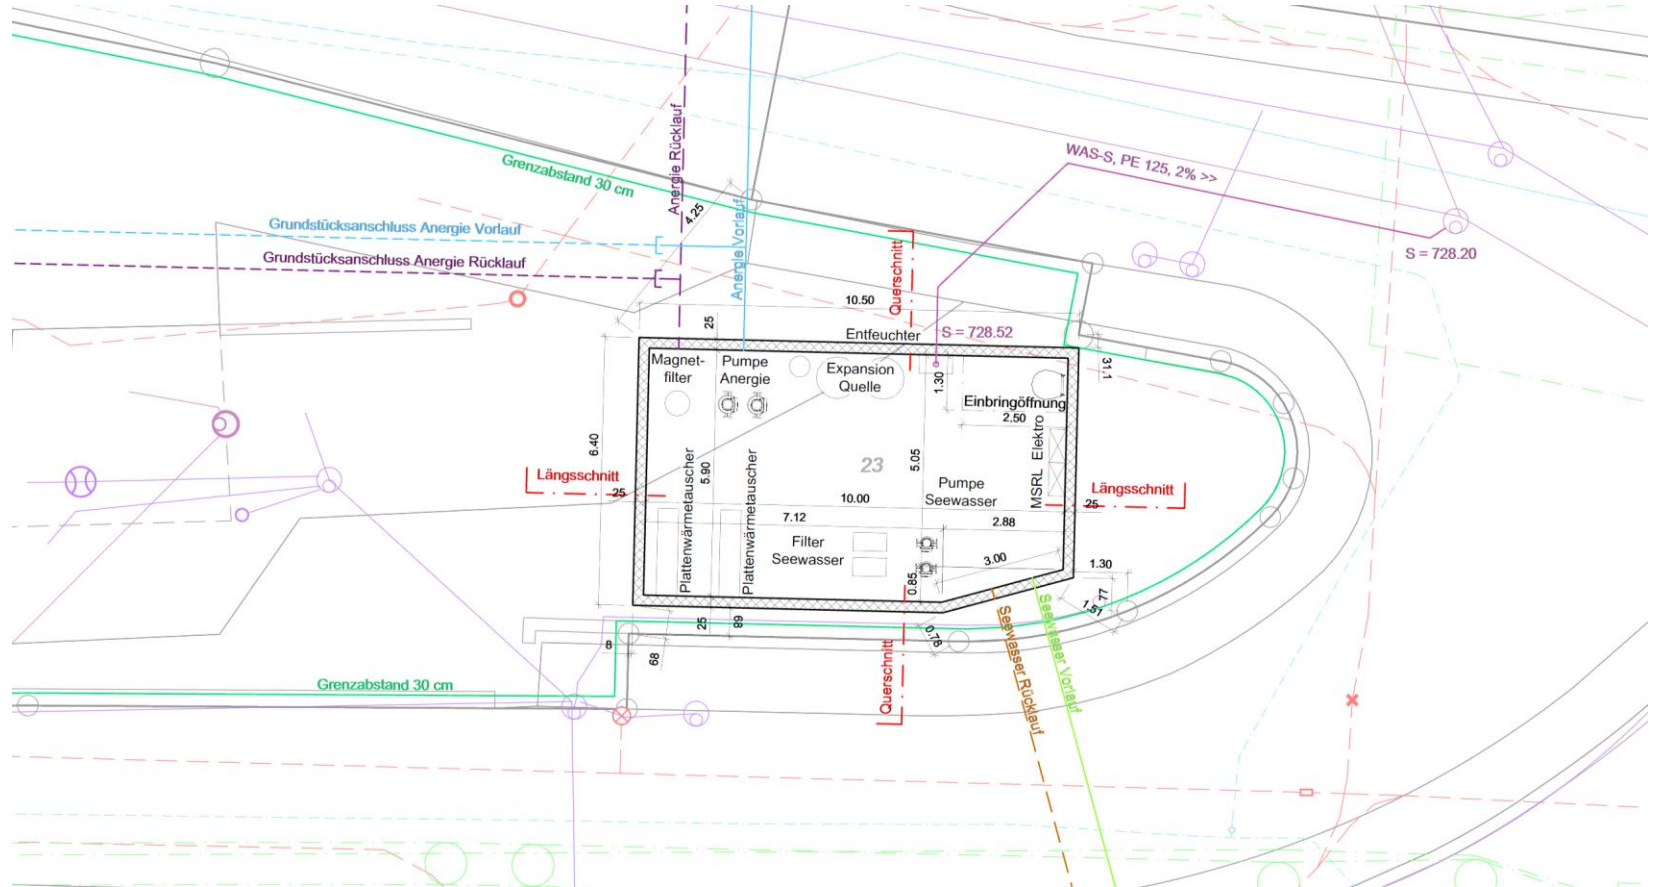 WAS-S, PE 125, 2% >>
S = 728.20
Grenzabstand 30 cm
Anergie Rücklauf
4.25
Anergie Vorlauf
Grundstücksanschluss Anergie Vorlauf
Grundstücksanschluss Anergie Rücklauf
Querschnitt
10.50
25
Entfeuchter
S = 728.52
Magnet-
filter
Pumpe
Anergie
Expansion
Quelle
1.30
31.1
Einbringöffnung
2.50
6.40
Plattenwärmetauscher
5.90
Plattenwärmetauscher
23
5.05
MSRL Elektro
Längsschnitt
25
Pumpe
Seewasser
10.00
Längsschnitt
25
7.12
2.88
Filter
Seewasser
3.00
1.30
0.85
77
1.51
25
89
8
68
0.78
Seewasser Rücklauf
Seewasser Vorlauf
Querschnitt
Grenzabstand 30 cm